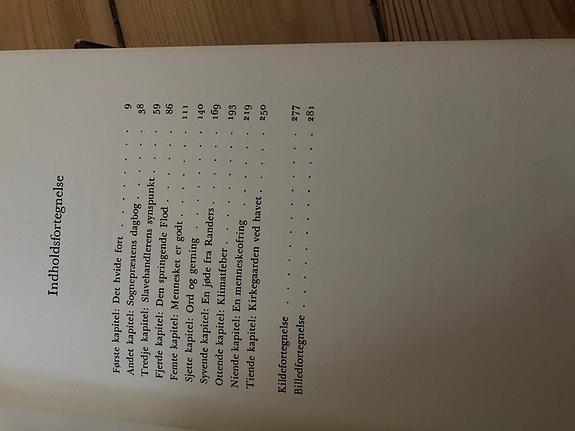 Indholdsfortegnelse
Første kapitel: Det hvide fort . . . . . . . 9
Andet kapitel: Sognepræstens dagbog . . . . . . 38
Tredje kapitel: Slavehandlerens synspunkt . . . . 59
Fjerde kapitel: Den springende Flod . . . . . . 86
Femte kapitel: Mennesket er godt . . . . . . 111
Sjette kapitel: Ord og gerning . . . . . . . 140
Syvende kapitel: En jøde fra Randers . . . . . 169
Ottende kapitel: Klimatfeber . . . . . . . . 193
Niende kapitel: En menneskeofring . . . . . . 219
Tiende kapitel: Kirkegaarden ved havet . . . . . 250
Kildefortegnelse . . . . . . . . . . 277
Billedfortegnelse . . . . . . . . . . 281